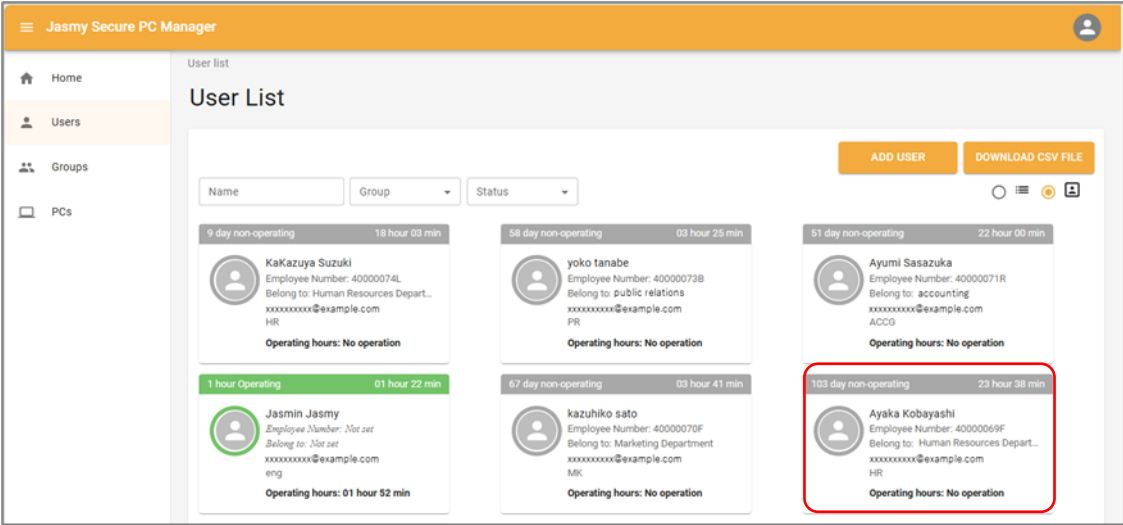 Jasmy Secure PC Manager
Home
Users
Groups
PCs
User list
User List
ADD USER
DOWNLOAD CSV FILE
Name
Group
Status
9 day non-operating 18 hour 03 min
KaKazuya Suzuki
Employee Number: 40000074L
Belong to: Human Resources Depart...
xxxxxxxxxx@example.com
HR
Operating hours: No operation
58 day non-operating 03 hour 25 min
yoko tanabe
Employee Number: 40000073B
Belong to: public relations
xxxxxxxxxx@example.com
PR
Operating hours: No operation
51 day non-operating 22 hour 00 min
Ayumi Sasazuka
Employee Number: 40000071R
Belong to: accounting
xxxxxxxxxx@example.com
ACCG
Operating hours: No operation
1 hour Operating 01 hour 22 min
Jasmin Jasmy
Employee Number: Not set
Belong to: Not set
xxxxxxxxxx@example.com
eng
Operating hours: 01 hour 52 min
67 day non-operating 03 hour 41 min
kazuhiko sato
Employee Number: 40000070F
Belong to: Marketing Department
xxxxxxxxxx@example.com
MK
Operating hours: No operation
103 day non-operating 23 hour 38 min
Ayaka Kobayashi
Employee Number: 40000069F
Belong to: Human Resources Depart...
xxxxxxxxxx@example.com
HR
Operating hours: No operation